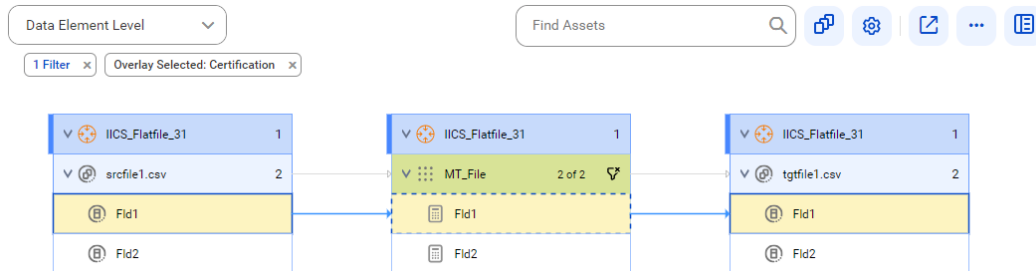 Data Element Level
Find Assets
1 Filter × Overlay Selected: Certification ×
IICS_Flatfile_31 1 IICS_Flatfile_31 1 IICS_Flatfile_31 1
srcfile1.csv 2 MT_File 2 of 2 tgtfile1.csv 2
Fld1 Fld1 Fld1
Fld2 Fld2 Fld2